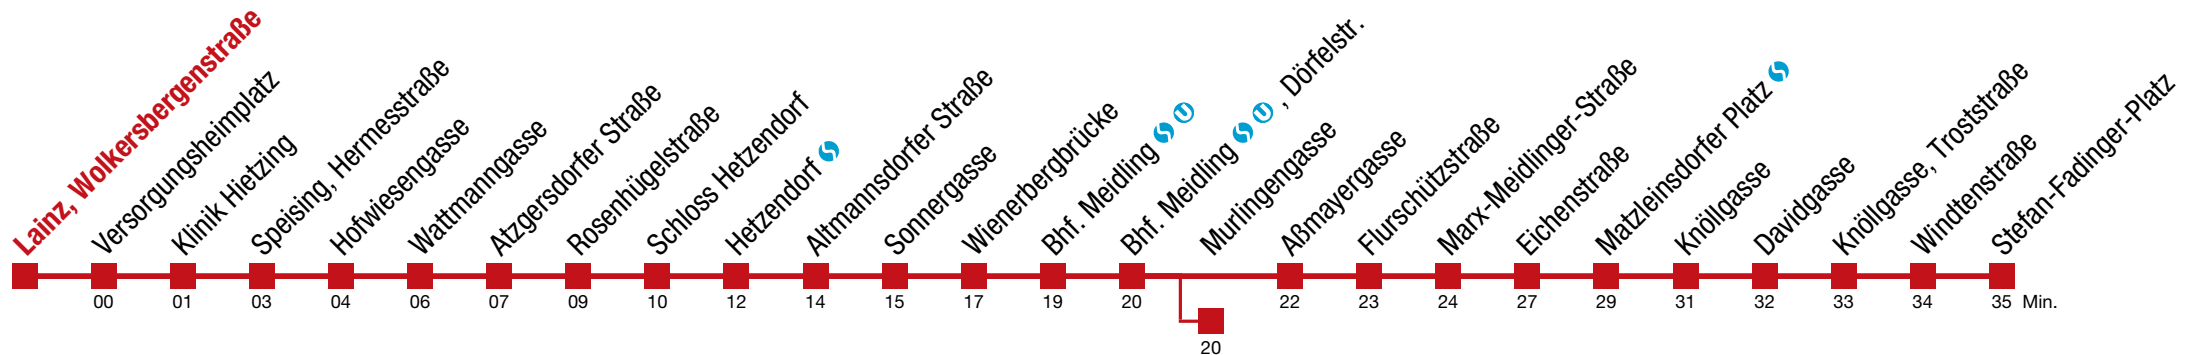 Lainz, Wolkersbergenstraße
Versorgungsheimplatz
Klinik Hietzing
Speising, Hermesstraße
Hofwiesengasse
Wattmanngasse
Atzgersdorfer Straße
Rosenhügelstraße
Schloss Hetzendorf
Hetzendorf S
Altmannsdorfer Straße
Sonnergasse
Wienerbergbrücke
Bhf. Meidling S U
Bhf. Meidling S U , Dörfelstr.
Murlingengasse
Aßmayergasse
Flurschützstraße
Marx-Meidlinger-Straße
Eichenstraße
Matzleinsdorfer Platz S
Knöllgasse
Davidgasse
Knöllgasse, Troststraße
Windtenstraße
Stefan-Fadinger-Platz
00 01 03 04 06 07 09 10 12 14 15 17 19 20 22 23 24 27 29 31 32 33 34 35 Min.
20